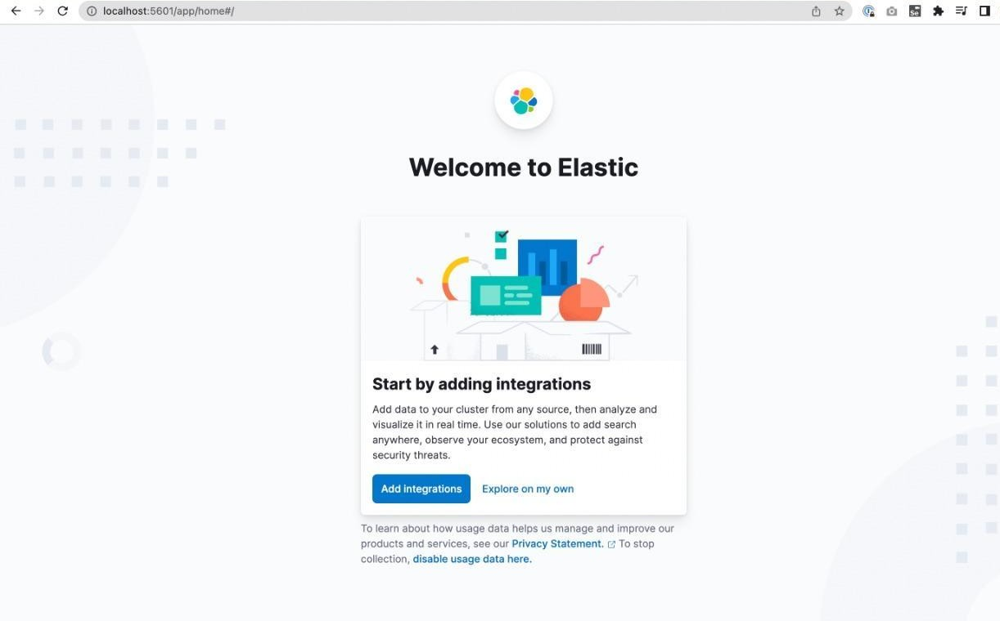 localhost:5601/app/home#/
Se
Welcome to Elastic
Start by adding integrations
Add data to your cluster from any source, then analyze and
visualize it in real time. Use our solutions to add search
anywhere, observe your ecosystem, and protect against
security threats.
Add integrations Explore on my own
To learn about how usage data helps us manage and improve our
products and services, see our Privacy Statement. To stop
collection, disable usage data here.